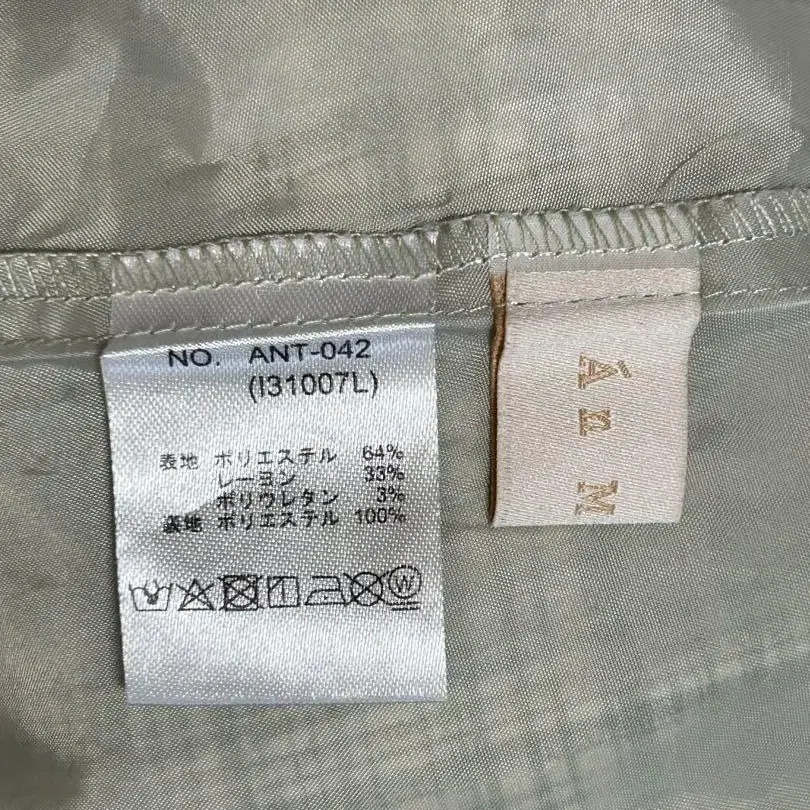 NO. ANT-042
(I31007L)
表地 ポリエステル 64%
レーヨン 33%
ポリウレタン 3%
裏地 ポリエステル 100%
W
Án M